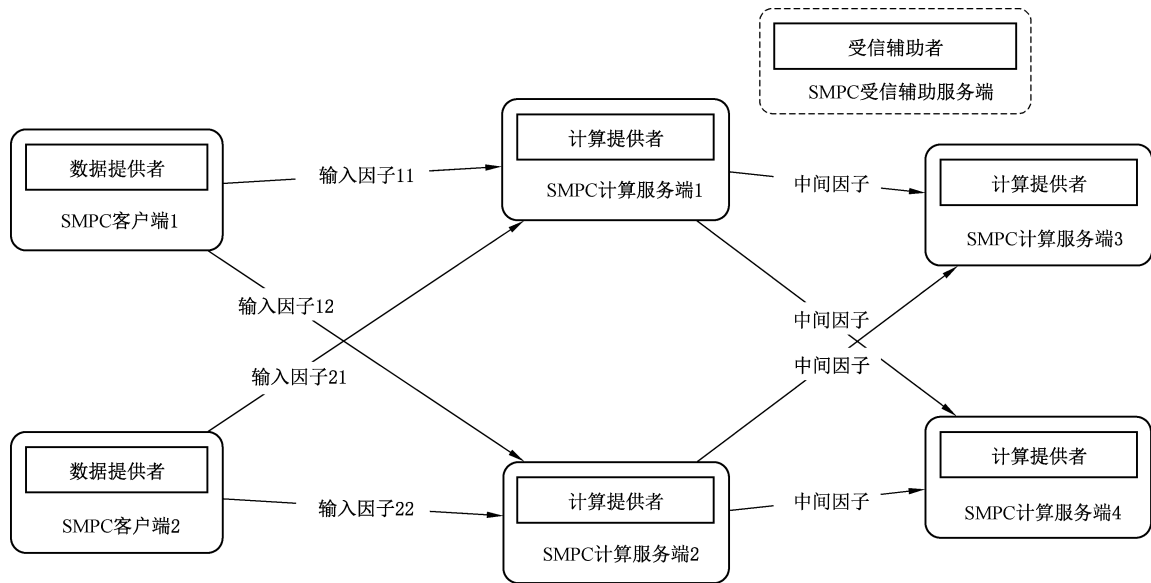 受信辅助者
SMPC受信辅助服务端
数据提供者
SMPC客户端1
输入因子11
计算提供者
SMPC计算服务端1
中间因子
计算提供者
SMPC计算服务端3
输入因子12
中间因子
输入因子21
中间因子
数据提供者
SMPC客户端2
输入因子22
计算提供者
SMPC计算服务端2
中间因子
计算提供者
SMPC计算服务端4